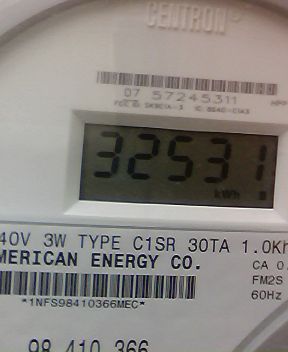 CENTRON®
07 57245311
32531
kWh
40V 3W TYPE C1SR 30TA 1.0Kh
MERICAN ENERGY CO.
CA 0.
FM2S
60Hz
*1NFS98410366MEC*
98 410 366